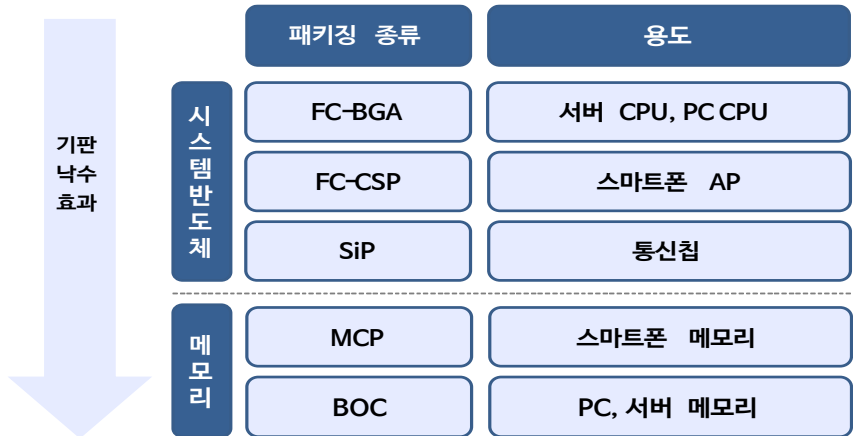 패키징 종류 용도
기판
낙수
효과
시스템반도체
FC-BGA 서버 CPU, PC CPU
FC-CSP 스마트폰 AP
SiP 통신칩
메모리
MCP 스마트폰 메모리
BOC PC, 서버 메모리